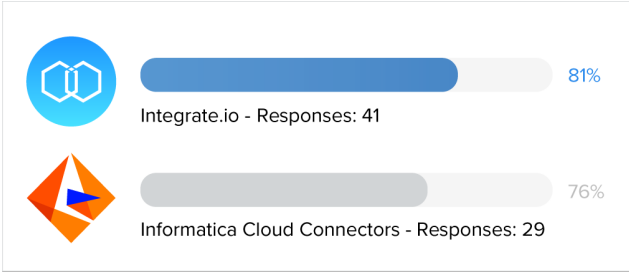 81%
Integrate.io - Responses: 41
76%
Informatica Cloud Connectors - Responses: 29